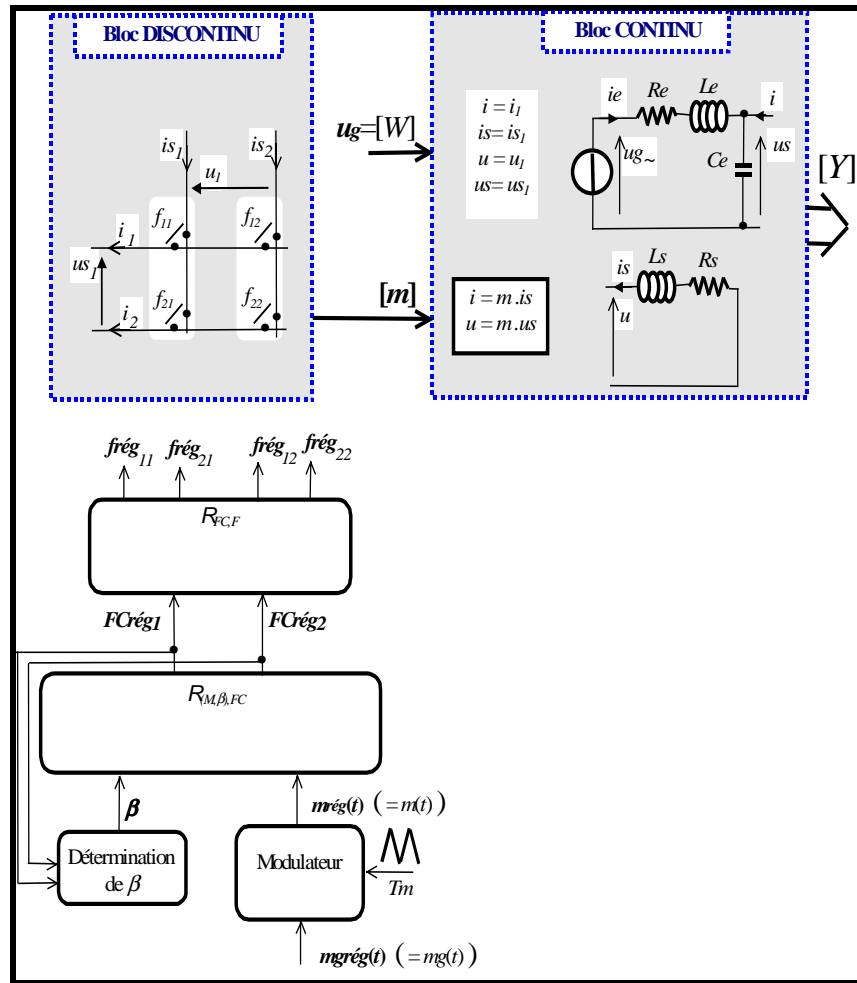 Bloc DISCONTINU
Bloc CONTINU
is1
is2
u1
f11
f12
i1
us1
f21
f22
i2
ug=[W]
[m]
i = i1
is = is1
u = u1
us = us1
i = m.is
u = m.us
ie
Re
Le
i
ug~
Ce
us
is
Ls
Rs
u
[Y]
frég11
frég21
frég12
frég22
RFC,F
FCrég1
FCrég2
R(M,β),FC
β
mrég(t) (=m(t))
Détermination
de β
Modulateur
Tm
mgrég(t) (=mg(t))